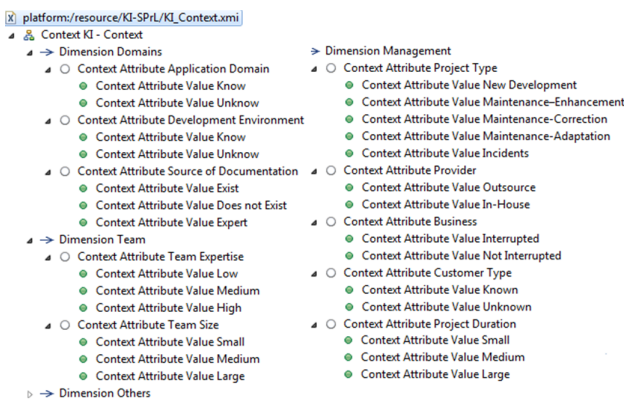 platform:/resource/KI-SPrL/KI_Context.xmi
Context KI - Context
Dimension Domains
Context Attribute Application Domain
Context Attribute Value Know
Context Attribute Value Unknow
Context Attribute Development Environment
Context Attribute Value Know
Context Attribute Value Unknow
Context Attribute Source of Documentation
Context Attribute Value Exist
Context Attribute Value Does not Exist
Context Attribute Value Expert
Dimension Team
Context Attribute Team Expertise
Context Attribute Value Low
Context Attribute Value Medium
Context Attribute Value High
Context Attribute Team Size
Context Attribute Value Small
Context Attribute Value Medium
Context Attribute Value Large
Dimension Others
Dimension Management
Context Attribute Project Type
Context Attribute Value New Development
Context Attribute Value Maintenance–Enhancement
Context Attribute Value Maintenance-Correction
Context Attribute Value Maintenance-Adaptation
Context Attribute Value Incidents
Context Attribute Provider
Context Attribute Value Outsource
Context Attribute Value In-House
Context Attribute Business
Context Attribute Value Interrupted
Context Attribute Value Not Interrupted
Context Attribute Customer Type
Context Attribute Value Known
Context Attribute Value Unknown
Context Attribute Project Duration
Context Attribute Value Small
Context Attribute Value Medium
Context Attribute Value Large